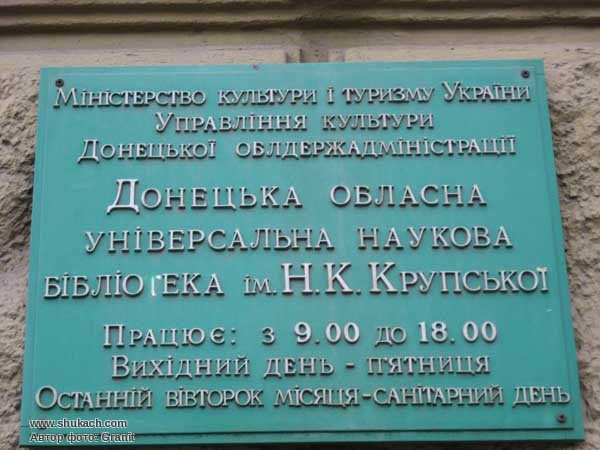 Міністерство культури і туризму України
Управління культури
Донецької облдержадміністрації
Донецька обласна
універсальна наукова
бібліотека ім. Н.К. Крупської
Працює: з 9.00 до 18.00
Вихідний день - п'ятниця
Останній вівторок місяця-санітарний день
www.shukach.com
Автор фото: Granit